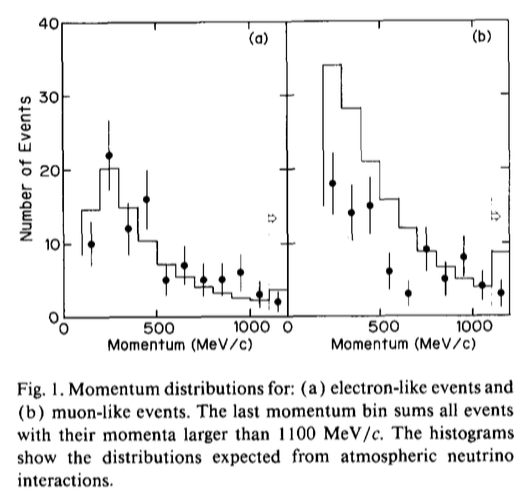 40
30
20
10
0
Number of Events
(a)
(b)
0 500 1000 0 500 1000
Momentum (MeV/c) Momentum (MeV/c)
Fig. 1. Momentum distributions for: (a) electron-like events and
(b) muon-like events. The last momentum bin sums all events
with their momenta larger than 1100 MeV/c. The histograms
show the distributions expected from atmospheric neutrino
interactions.